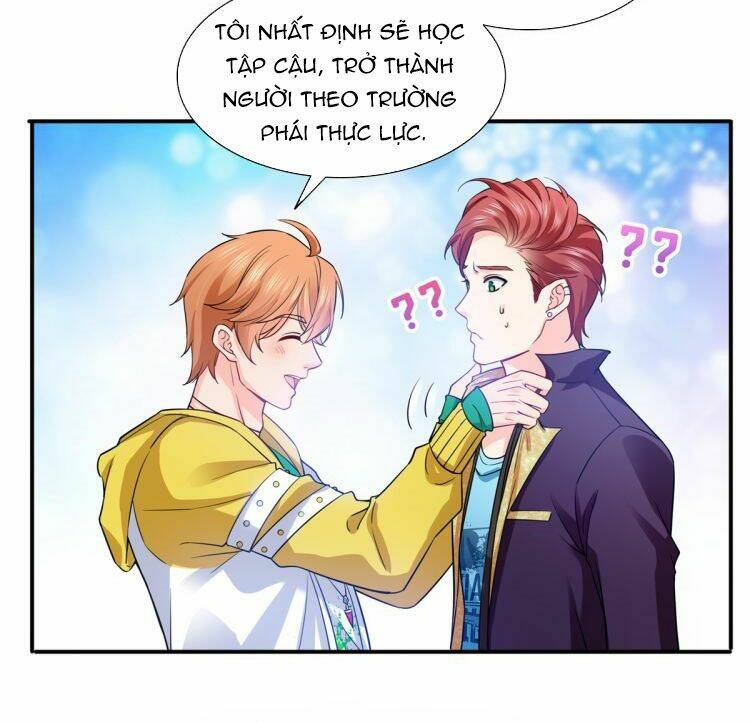 TÔI NHẤT ĐỊNH SẼ HỌC
TẬP CẬU, TRỞ THÀNH
NGƯỜI THEO TRƯỜNG
PHÁI THỰC LỰC.
??
??